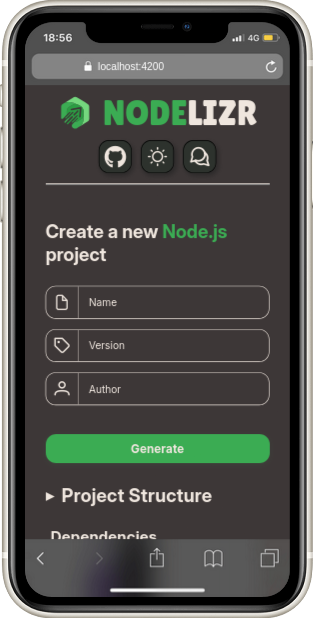 18:56
4G
localhost:4200
NODELIZR
Create a new Node.js
project
Name
Version
Author
Generate
▸ Project Structure
Dependencies